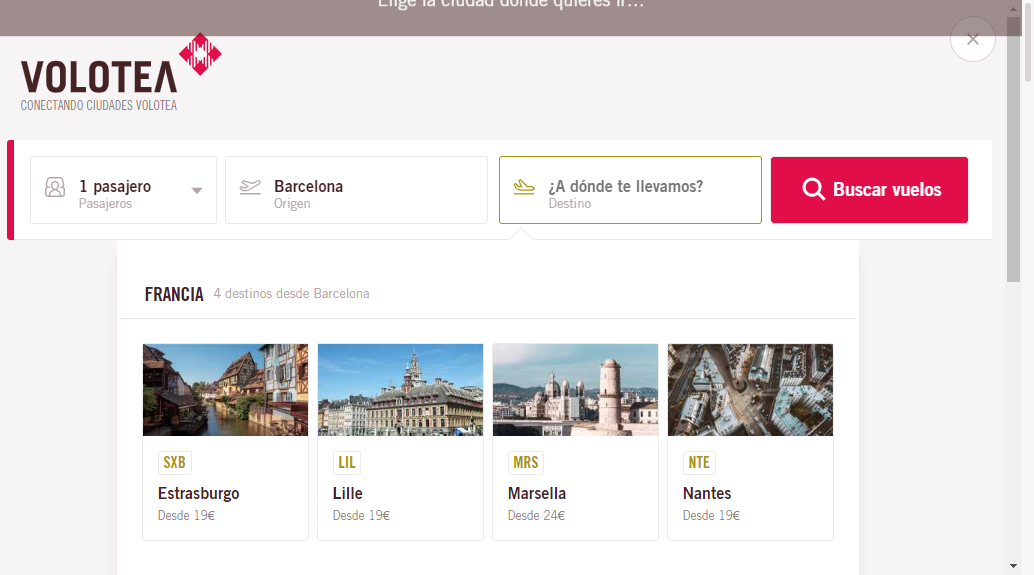 Elige la ciudad donde quieres ir...
VOLOTEA
CONECTANDO CIUDADES VOLOTEA
1 pasajero
Pasajeros
Barcelona
Origen
¿A dónde te llevamos?
Destino
Buscar vuelos
FRANCIA 4 destinos desde Barcelona
SXB
Estrasburgo
Desde 19€
LIL
Lille
Desde 19€
MRS
Marsella
Desde 24€
NTE
Nantes
Desde 19€